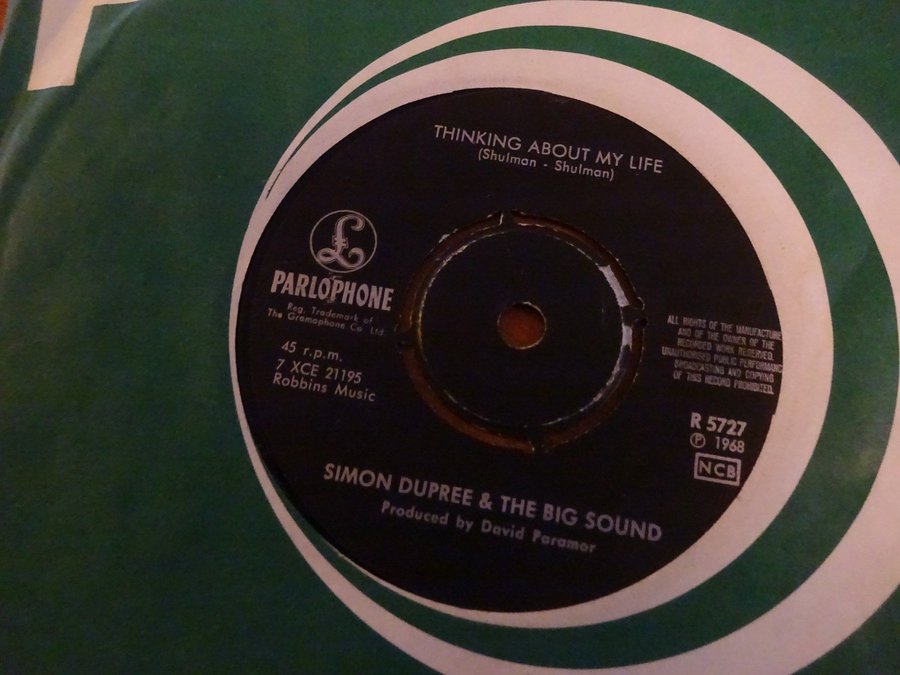 THINKING ABOUT MY LIFE
(Shulman - Shulman)
£
PARLOPHONE
Reg. Trademark of
The Gramophone Co. Ltd.
45 r.p.m.
7 XCE 21195
Robbins Music
ALL RIGHTS OF THE MANUFACTURE
AND OF THE OWNER OF THE
RECORDED WORK RESERVED.
UNAUTHORISED PUBLIC PERFORMANC
BROADCASTING AND COPYING
OF THIS RECORD PROHIBITED.
R 5727
Ⓟ 1968
NCB
SIMON DUPREE & THE BIG SOUND
Produced by David Paramor